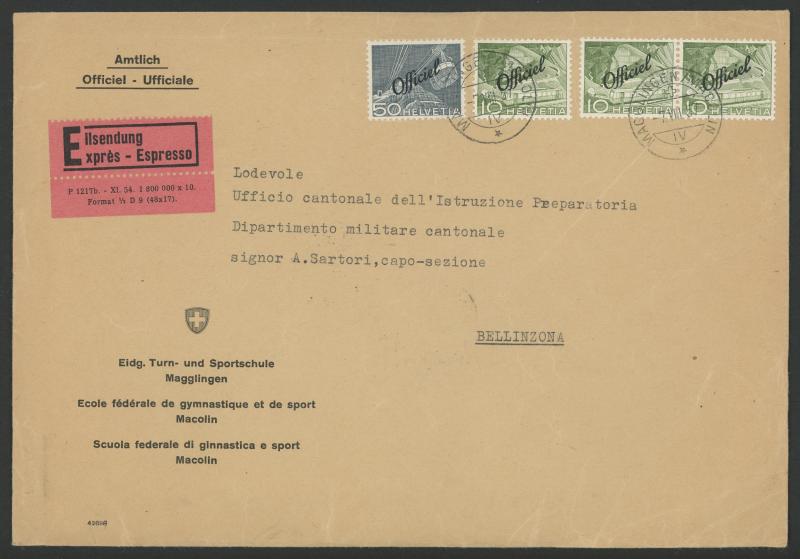 Amtlich
Officiel - Ufficiale
Eilsendung
Exprès - Espresso
P 1217b. - XI. 54. 1 800 000 x 10.
Format ½ D 9 (48x17).
Officiel
50 HELVETIA
Officiel
10 HELVETIA
Officiel
10 HELVETIA
Officiel
10 HELVETIA
IV
MAGGLINGEN
IV
Lodevole
Ufficio cantonale dell'Istruzione Preparatoria
Dipartimento militare cantonale
signor A.Sartori,capo-sezione
BELLINZONA
Eidg. Turn- und Sportschule
Magglingen
Ecole fédérale de gymnastique et de sport
Macolin
Scuola federale di ginnastica e sport
Macolin